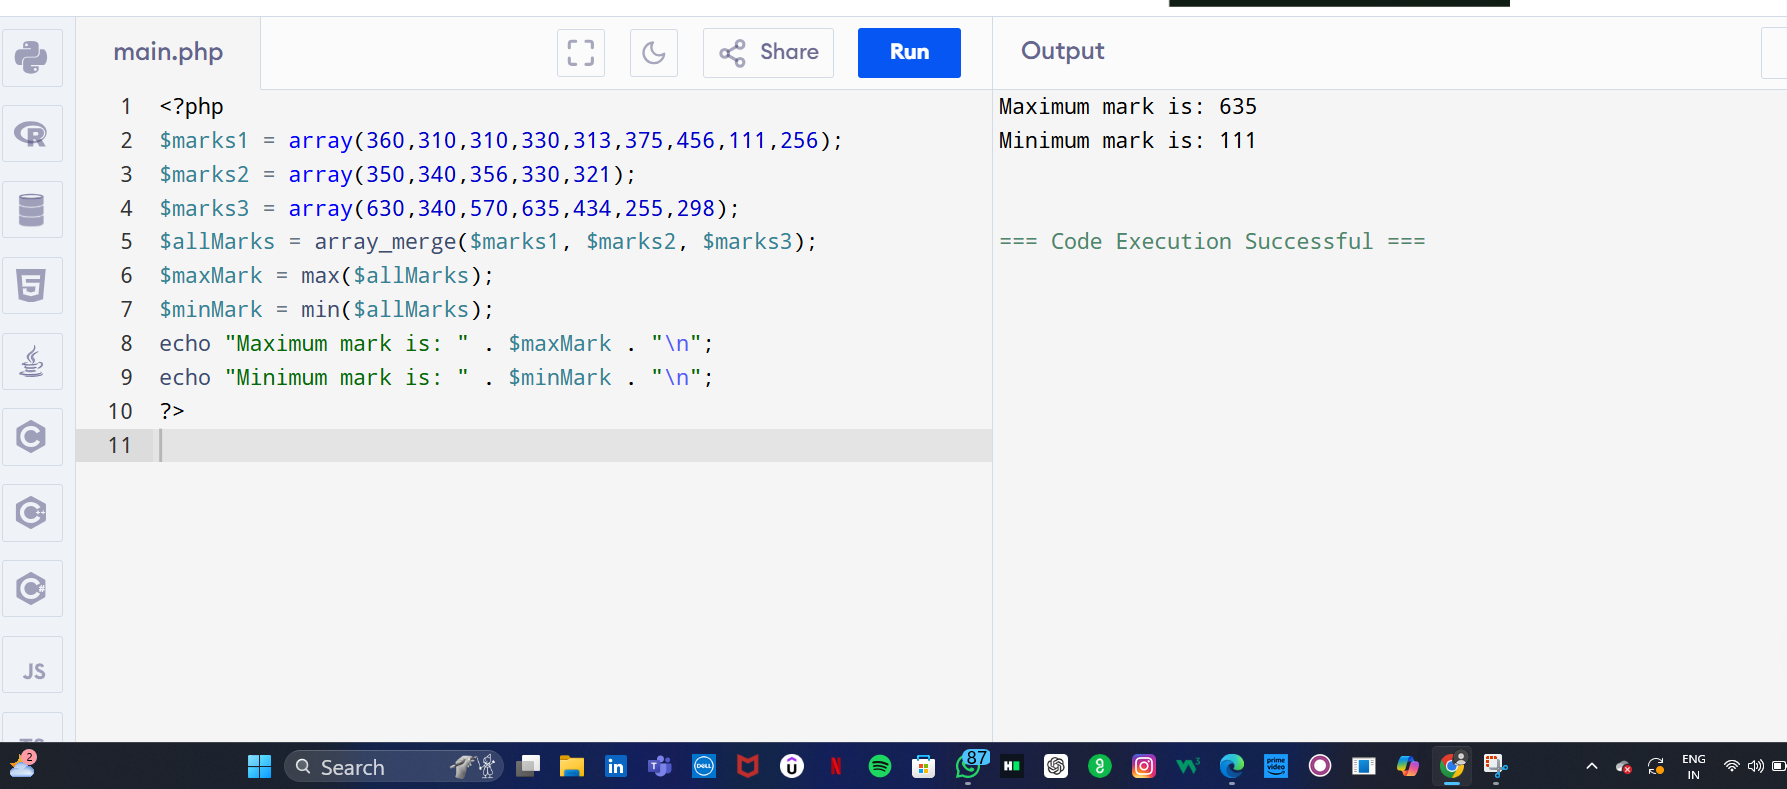 main.php
Share
Run
Output
1 <?php
2 $marks1 = array(360,310,310,330,313,375,456,111,256);
3 $marks2 = array(350,340,356,330,321);
4 $marks3 = array(630,340,570,635,434,255,298);
5 $allMarks = array_merge($marks1, $marks2, $marks3);
6 $maxMark = max($allMarks);
7 $minMark = min($allMarks);
8 echo "Maximum mark is: " . $maxMark . "\n";
9 echo "Minimum mark is: " . $minMark . "\n";
10 ?>
11
Maximum mark is: 635
Minimum mark is: 111
=== Code Execution Successful ===
JS
2
Search
87
ENG
IN